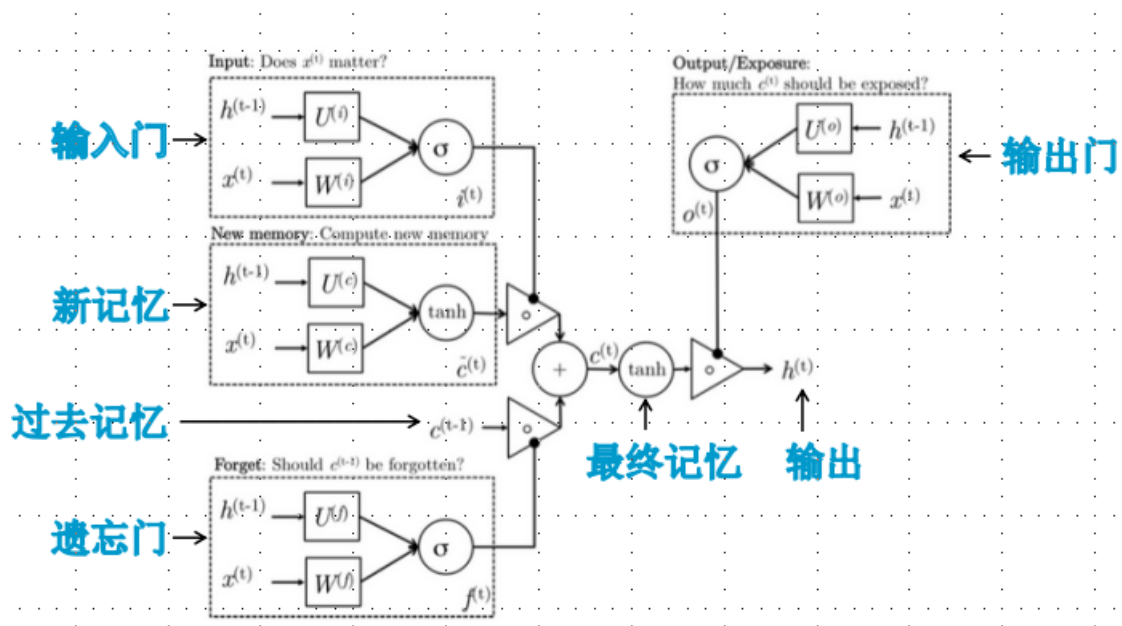 Input: Does x(t) matter?
h(t-1)
U(i)
σ
x(t)
W(i)
i(t)
输入门
New memory: Compute new memory
h(t-1)
U(c)
tanh
x(t)
W(c)
c̃(t)
新记忆
过去记忆
c(t-1)
Forget: Should c(t-1) be forgotten?
h(t-1)
U(f)
σ
x(t)
W(f)
f(t)
遗忘门
+
c(t)
tanh
h(t)
最终记忆
输出
Output/Exposure:
How much c(t) should be exposed?
U(o)
h(t-1)
σ
W(o)
x(t)
o(t)
输出门